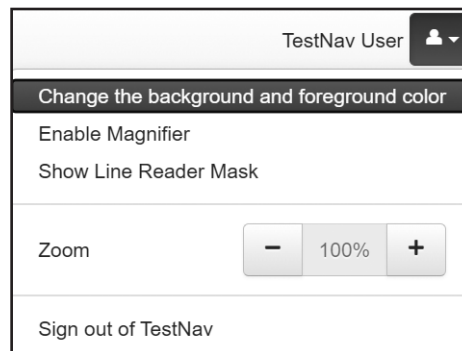 TestNav User
Change the background and foreground color
Enable Magnifier
Show Line Reader Mask
Zoom - 100% +
Sign out of TestNav